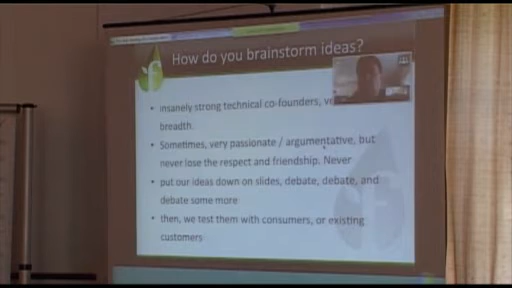 How do you brainstorm ideas?
• insanely strong technical co-founders,
breadth.
• Sometimes, very passionate / argumentative, but
never lose the respect and friendship. Never
• put our ideas down on slides, debate, debate, and
debate some more
• then, we test them with consumers, or existing
customers